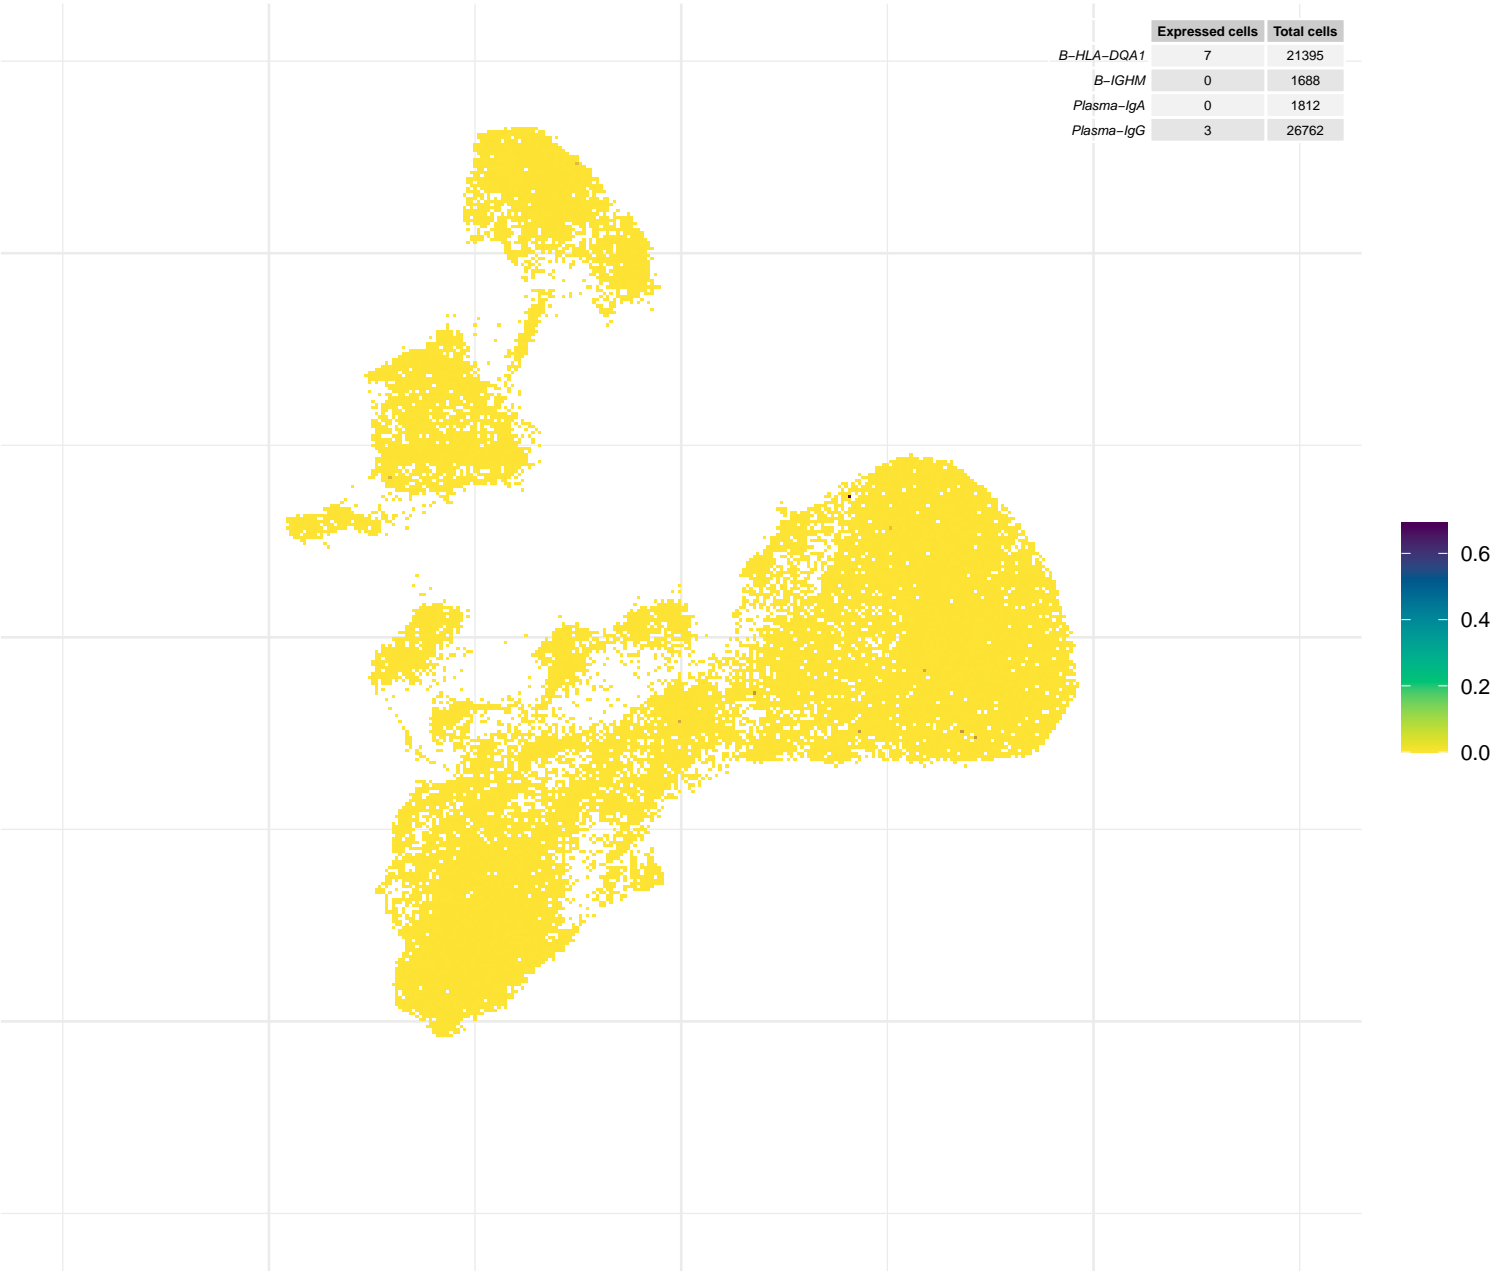 Expressed cells Total cells
B−HLA−DQA1 7 21395
B−IGHM 0 1688
Plasma−IgA 0 1812
Plasma−IgG 3 26762
0.6
0.4
0.2
0.0